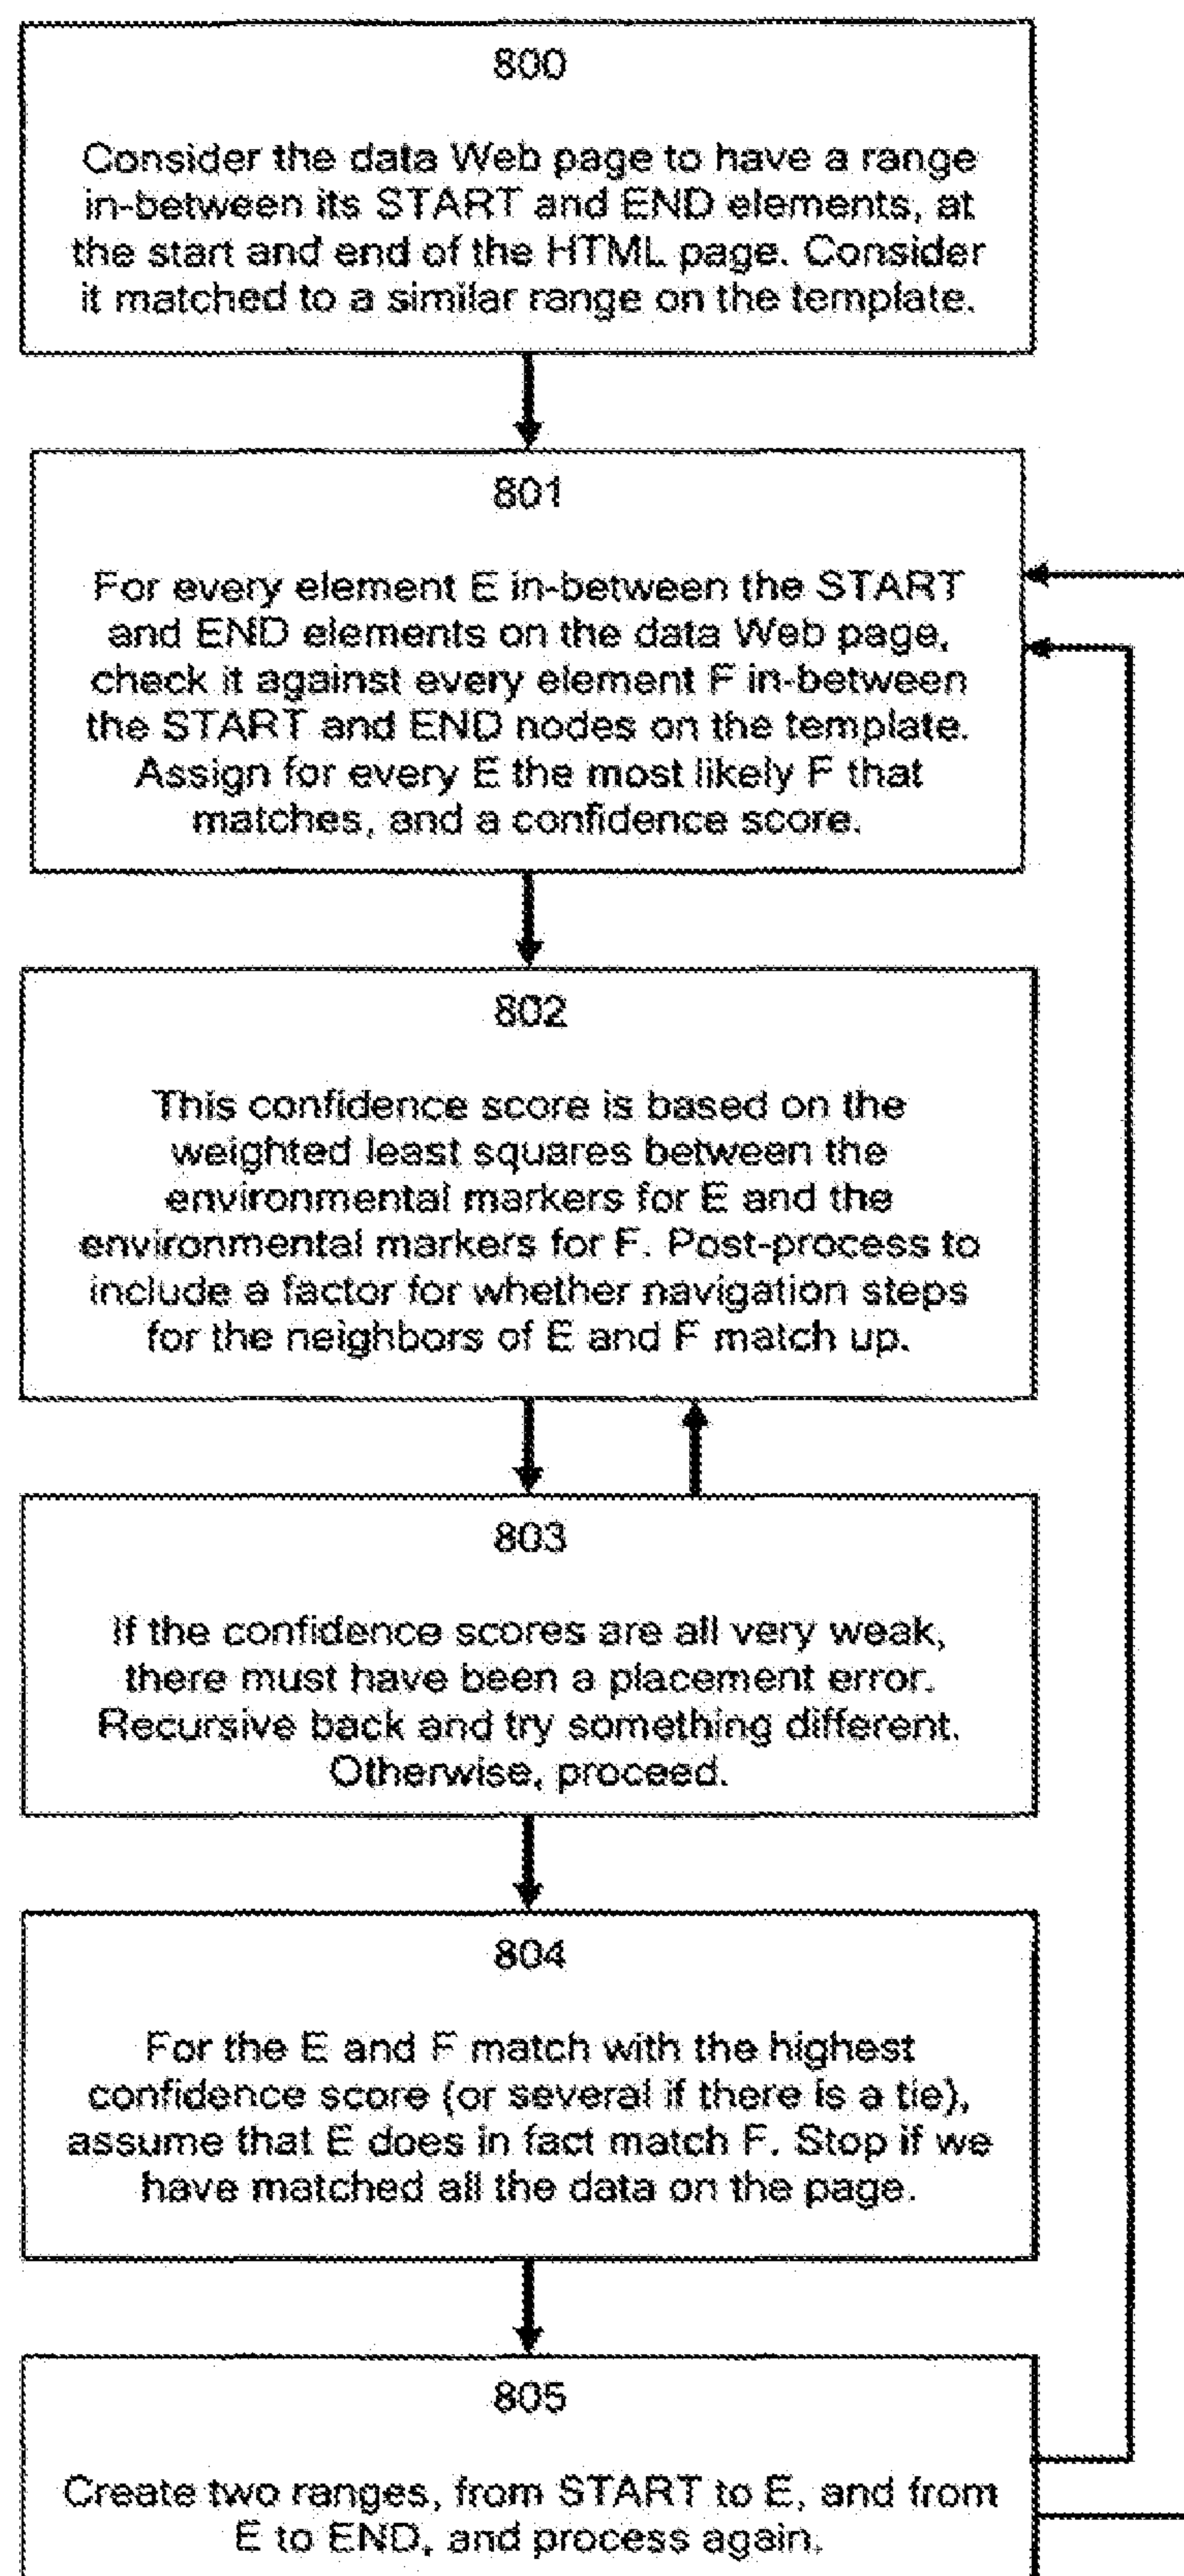 800
Consider the data Web page to have a range
in-between its START and END elements, at
the start and end of the HTML page. Consider
it matched to a similar range on the template.
801
For every element E in-between the START
and END elements on the data Web page,
check it against every element F in-between
the START and END nodes on the template.
Assign for every E the most likely F that
matches, and a confidence score.
802
This confidence score is based on the
weighted least squares between the
environmental markers for E and the
environmental markers for F. Post-process to
include a factor for whether navigation steps
for the neighbors of E and F match up.
803
If the confidence scores are all very weak,
there must have been a placement error.
Recursive back and try something different.
Otherwise, proceed.
804
For the E and F match with the highest
confidence score (or several if there is a tie),
assume that E does in fact match F. Stop if we
have matched all the data on the page.
805
Create two ranges, from START to E, and from
E to END, and process again.